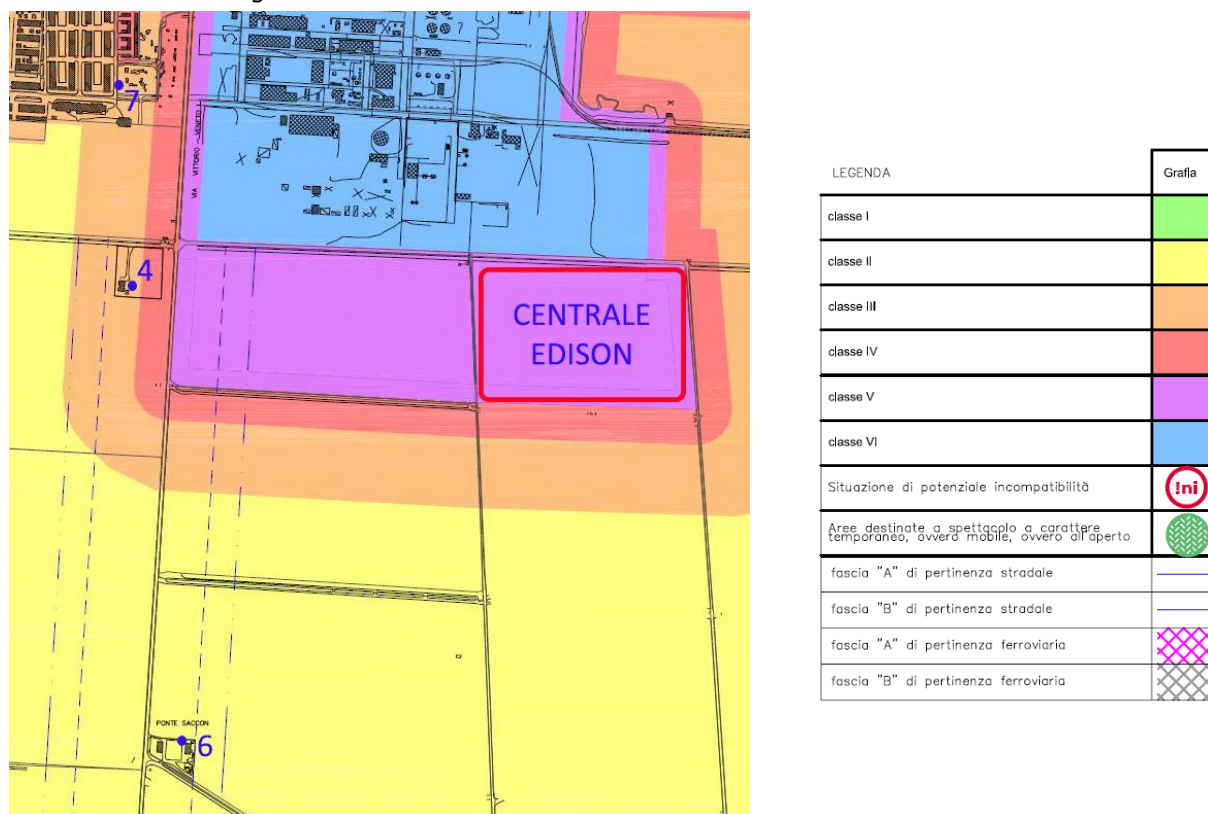 7
7
VIA VITTORIO VENETO
4
CENTRALE
EDISON
PONTE SACCON
6
LEGENDA
Grafia
classe I
classe II
classe III
classe IV
classe V
classe VI
Situazione di potenziale incompatibilità
!ni
Aree destinate a spettacolo a carattere
temporaneo, ovvero mobile, ovvero all'aperto
fascia "A" di pertinenza stradale
fascia "B" di pertinenza stradale
fascia "A" di pertinenza ferroviaria
fascia "B" di pertinenza ferroviaria